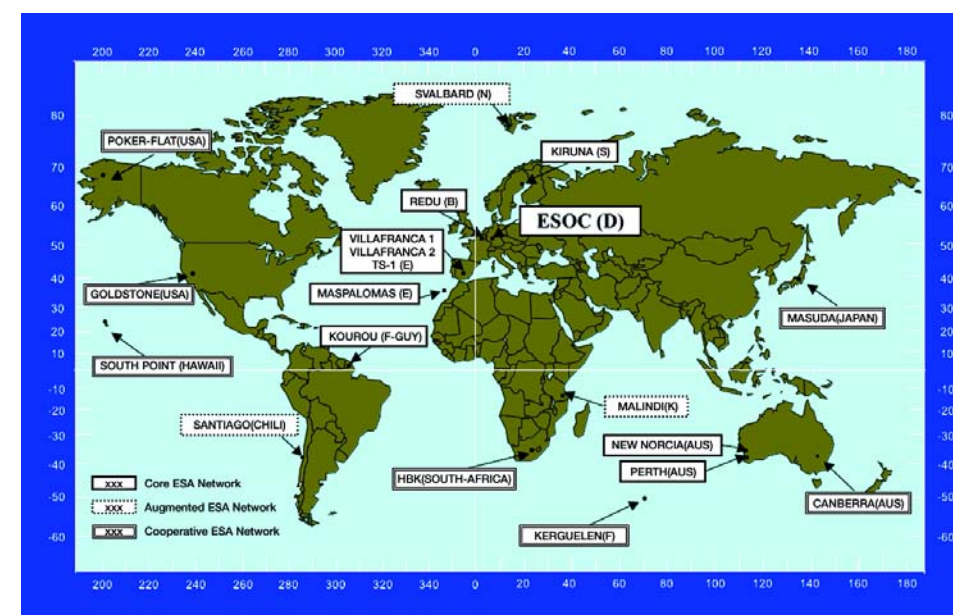 200 220 240 260 280 300 320 340 0 20 40 60 80 100 120 140 160 180
SVALBARD (N)
80 80
POKER-FLAT(USA)
KIRUNA (S)
70 70
REDU (B)
60 60
ESOC (D)
VILLAFRANCA 1
VILLAFRANCA 2
TS-1 (E)
50 50
40 40
GOLDSTONE(USA)
MASPALOMAS (E)
30 30
MASUDA(JAPAN)
20 20
KOUROU (F-GUY)
10 10
SOUTH POINT (HAWAII)
-10 -10
MALINDI(K)
-20 -20
SANTIAGO(CHILI)
-30 -30
NEW NORCIA(AUS)
-40 -40
PERTH(AUS)
HBK(SOUTH-AFRICA)
xxx Core ESA Network
-50 -50
CANBERRA(AUS)
xxx Augmented ESA Network
xxx Cooperative ESA Network
KERGUELEN(F)
-60 -60
200 220 240 260 280 300 320 340 0 20 40 60 80 100 120 140 160 180